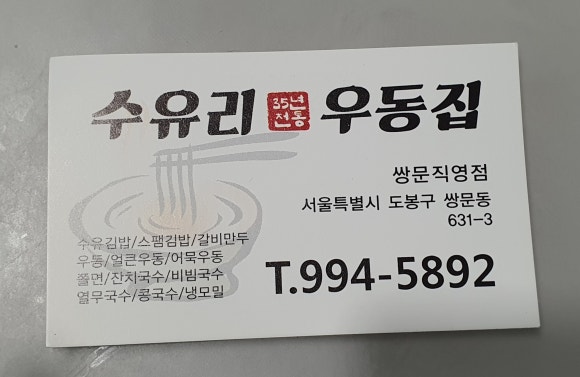 수유리 35년 전통 우동집
쌍문직영점
서울특별시 도봉구 쌍문동
631-3
수유김밥/스팸김밥/갈비만두
우동/얼큰우동/어묵우동
쫄면/잔치국수/비빔국수
열무국수/콩국수/냉모밀
T.994-5892